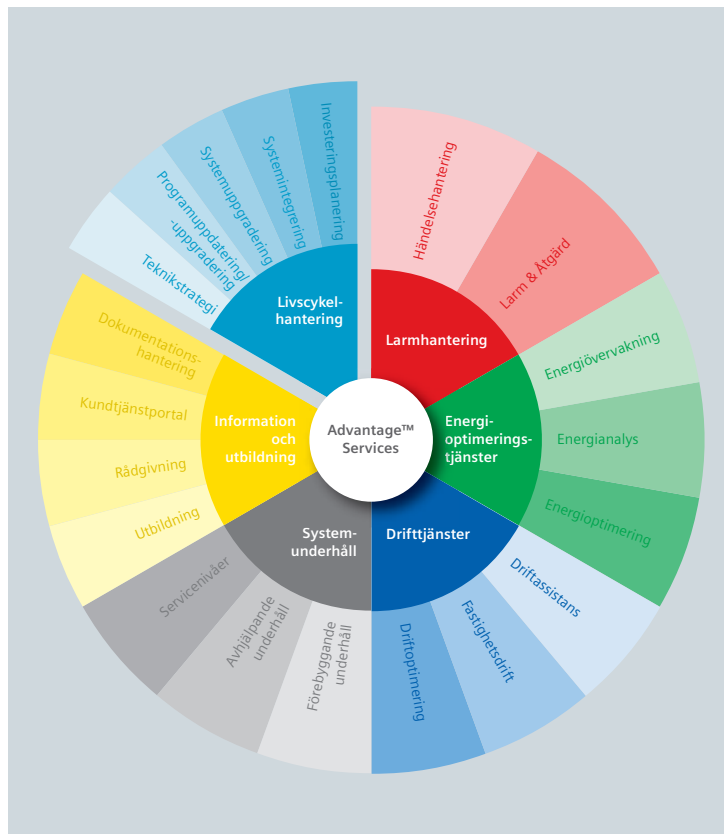 Advantage™
Services
Livscykel-
hantering
Teknikstrategi
Programuppdatering/
-uppgradering
Systemuppgradering
Systemintegrering
Investeringsplanering
Larmhantering
Händelsehantering
Larm & Åtgärd
Energi-
optimerings-
tjänster
Energiövervakning
Energianalys
Energioptimering
Drifttjänster
Driftassistans
Fastighetsdrift
Driftoptimering
System-
underhåll
Förebyggande
underhåll
Avhjälpande
underhåll
Servicenivåer
Information
och
utbildning
Utbildning
Rådgivning
Kundtjänstportal
Dokumentations-
hantering